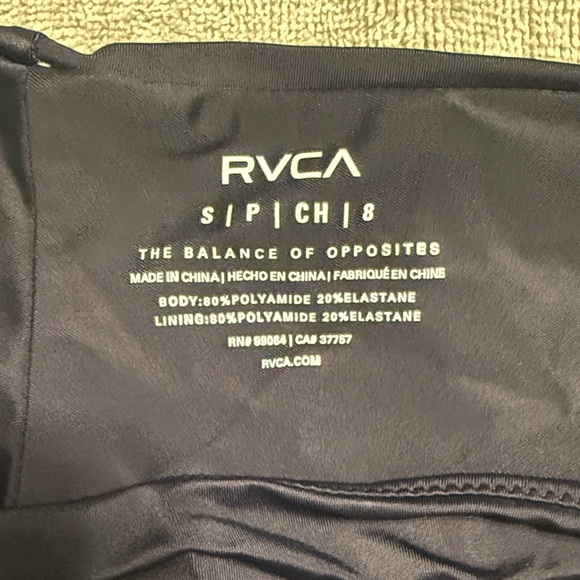 RVCA
S | P | CH | 8
THE BALANCE OF OPPOSITES
MADE IN CHINA | HECHO EN CHINA | FABRIQUÉ EN CHINE
BODY:80%POLYAMIDE 20%ELASTANE
LINING:80%POLYAMIDE 20%ELASTANE
RN# 99064 | CA# 37757
RVCA.COM